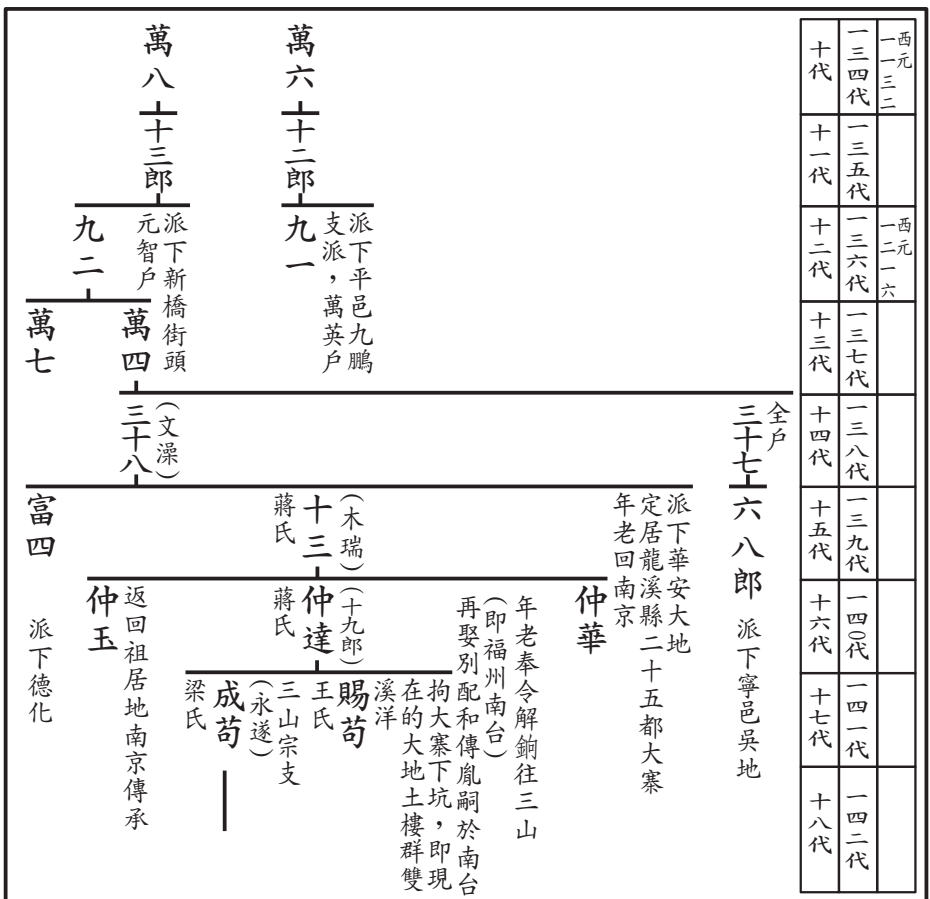 西元
一一三二
西元
一二一六
一三四代
一三五代
一三六代
一三七代
一三八代
一三九代
一四〇代
一四一代
一四二代
十代
十一代
十二代
十三代
十四代
十五代
十六代
十七代
十八代
全戶
三十七
六八郎
派下寧邑吳地
萬六
十二郎
派下平邑九鵬
支派，萬英戶
九一
萬八
十三郎
派下新橋街頭
元智戶
九二
萬四
萬七
(文澡)
三十八
派下華安大地
定居龍溪縣二十五都大寨
年老回南京
(木瑞)
十三
蔣氏
富四
派下德化
仲華
年老奉令解餉往三山
(即福州南台)
再娶別配和傳胤嗣於南台
(十九郎)
仲達
蔣氏
返回祖居地南京傳承
仲玉
拘大寨下坑，即現
在的大地土樓群雙
溪洋
賜苟
王氏
三山宗支
(永遂)
成苟
梁氏